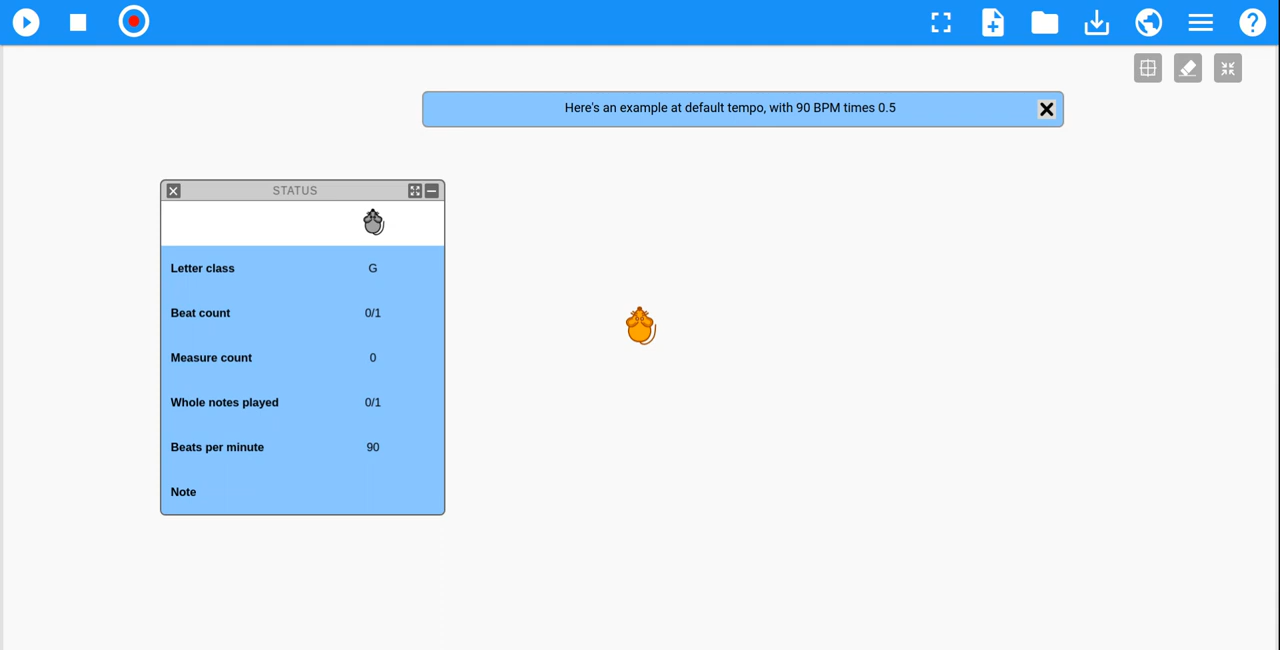 Here's an example at default tempo, with 90 BPM times 0.5
STATUS
Letter class G
Beat count 0/1
Measure count 0
Whole notes played 0/1
Beats per minute 90
Note